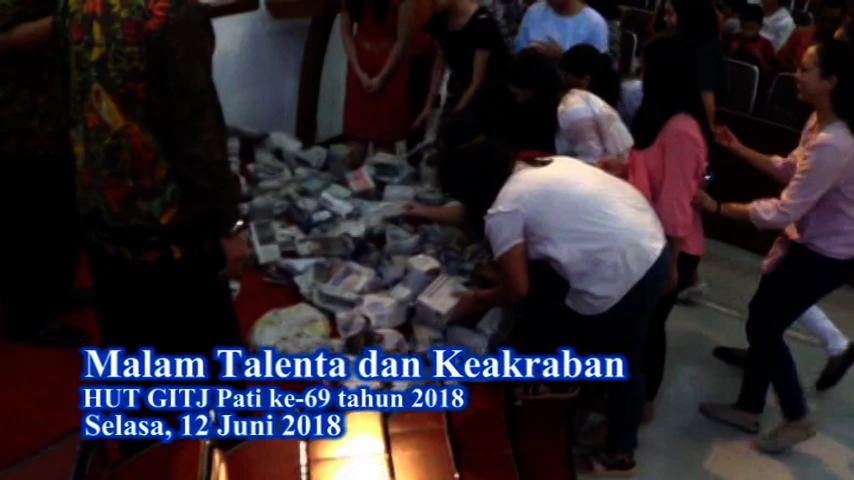 Malam Talenta dan Keakraban
HUT GITJ Pati ke-69 tahun 2018
Selasa, 12 Juni 2018